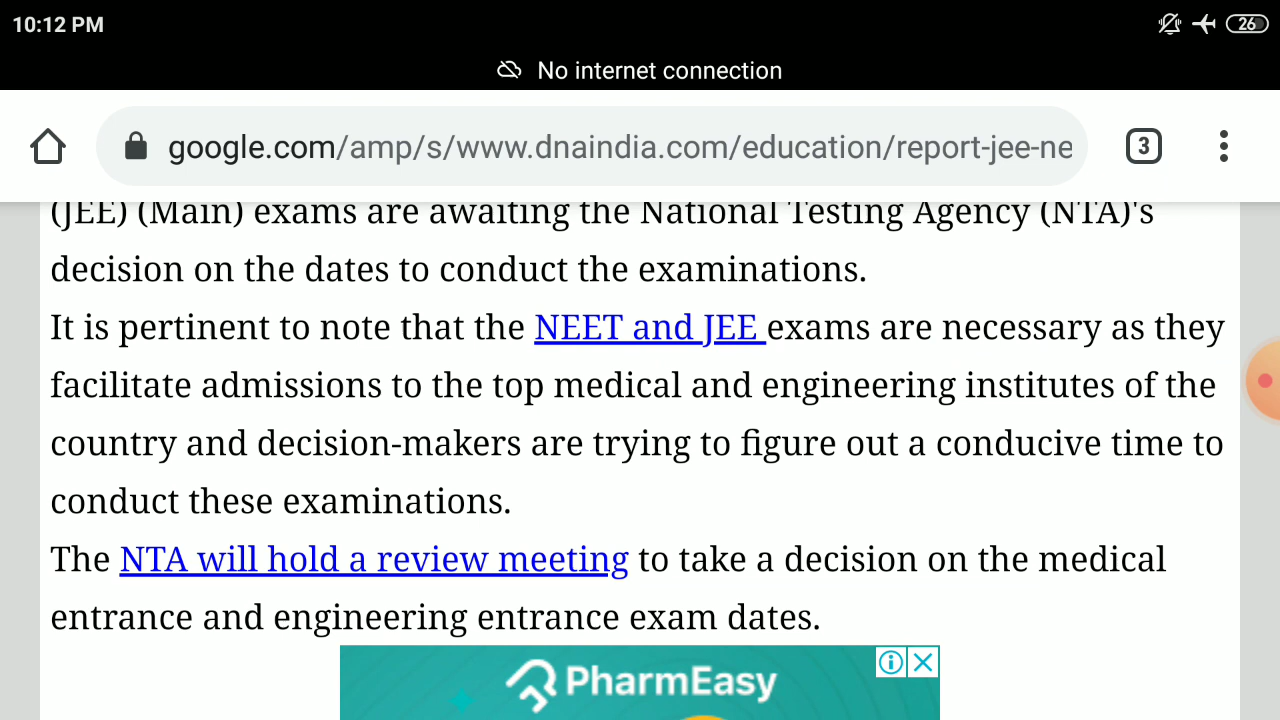 10:12 PM
26
No internet connection
google.com/amp/s/www.dnaindia.com/education/report-jee-ne
3
(JEE) (Main) exams are awaiting the National Testing Agency (NTA)'s
decision on the dates to conduct the examinations.
It is pertinent to note that the NEET and JEE exams are necessary as they
facilitate admissions to the top medical and engineering institutes of the
country and decision-makers are trying to figure out a conducive time to
conduct these examinations.
The NTA will hold a review meeting to take a decision on the medical
entrance and engineering entrance exam dates.
PharmEasy